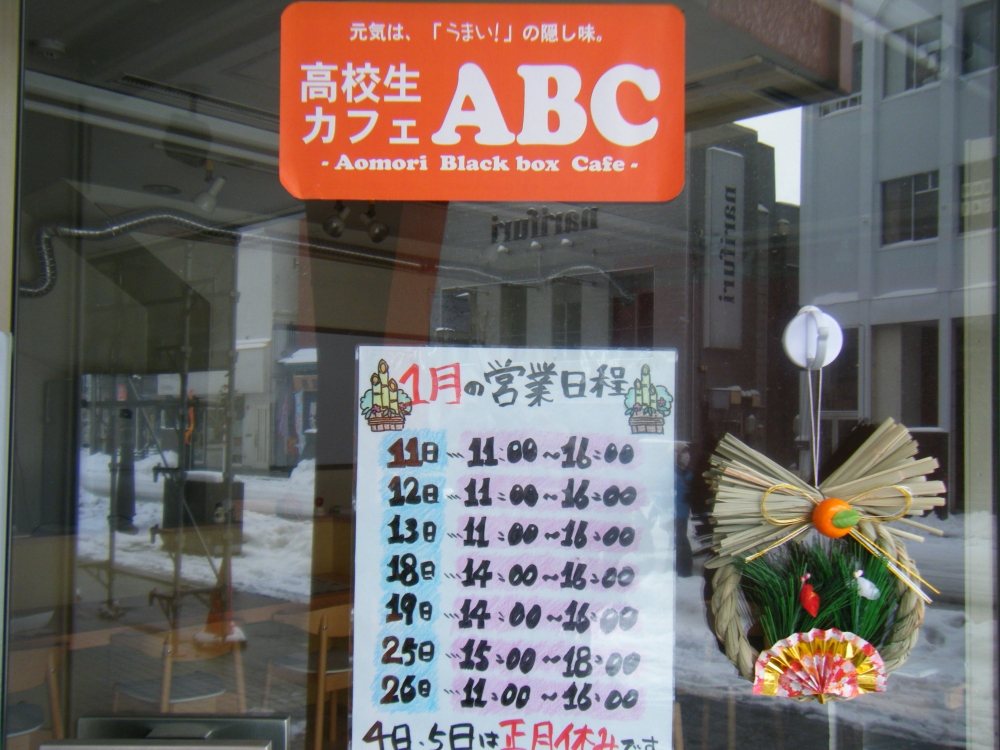 元気は、「うまい!」の隠し味。
高校生
カフェ ABC
- Aomori Black box Cafe -
narifuri
narifuri
1月の営業日程
11日…11:00~16:00
12日…11:00~16:00
13日…11:00~16:00
18日…14:00~16:00
19日…14:00~16:00
25日…15:00~18:00
26日…11:00~16:00
4日、5日は正月休みです